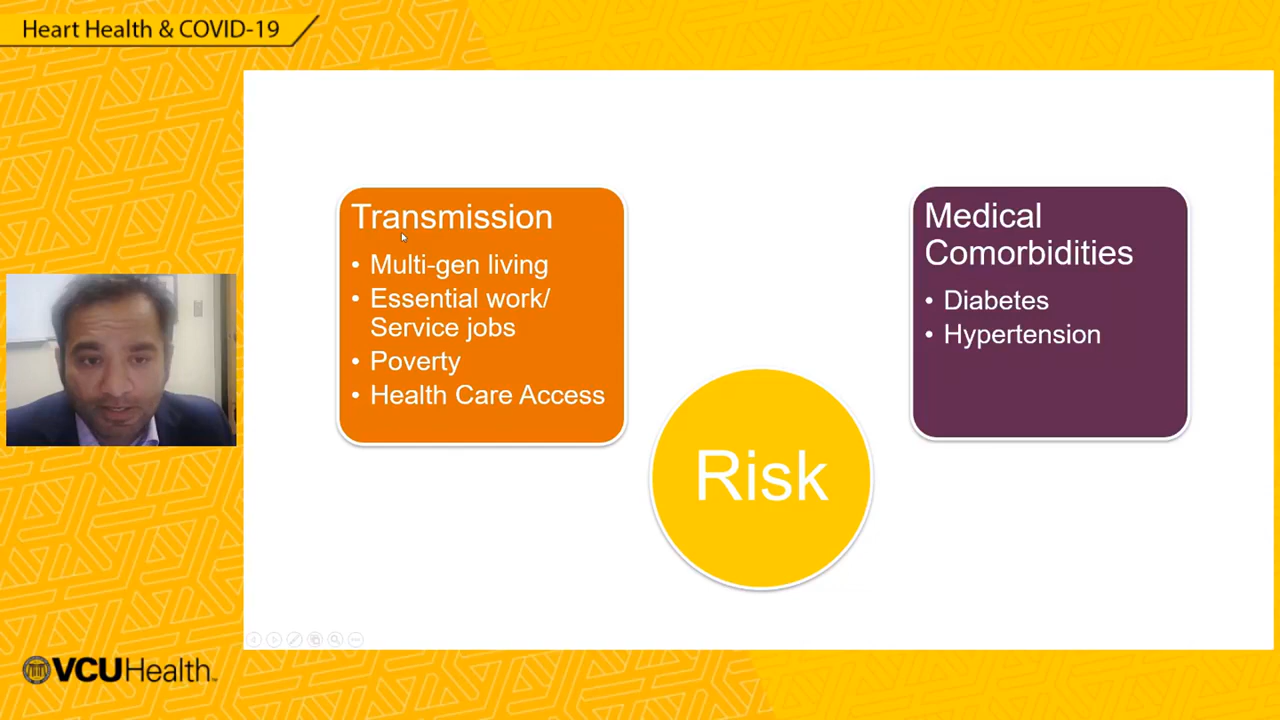 Heart Health & COVID-19
Transmission
• Multi-gen living
• Essential work/
Service jobs
• Poverty
• Health Care Access
Medical
Comorbidities
• Diabetes
• Hypertension
Risk
VCUHealth™